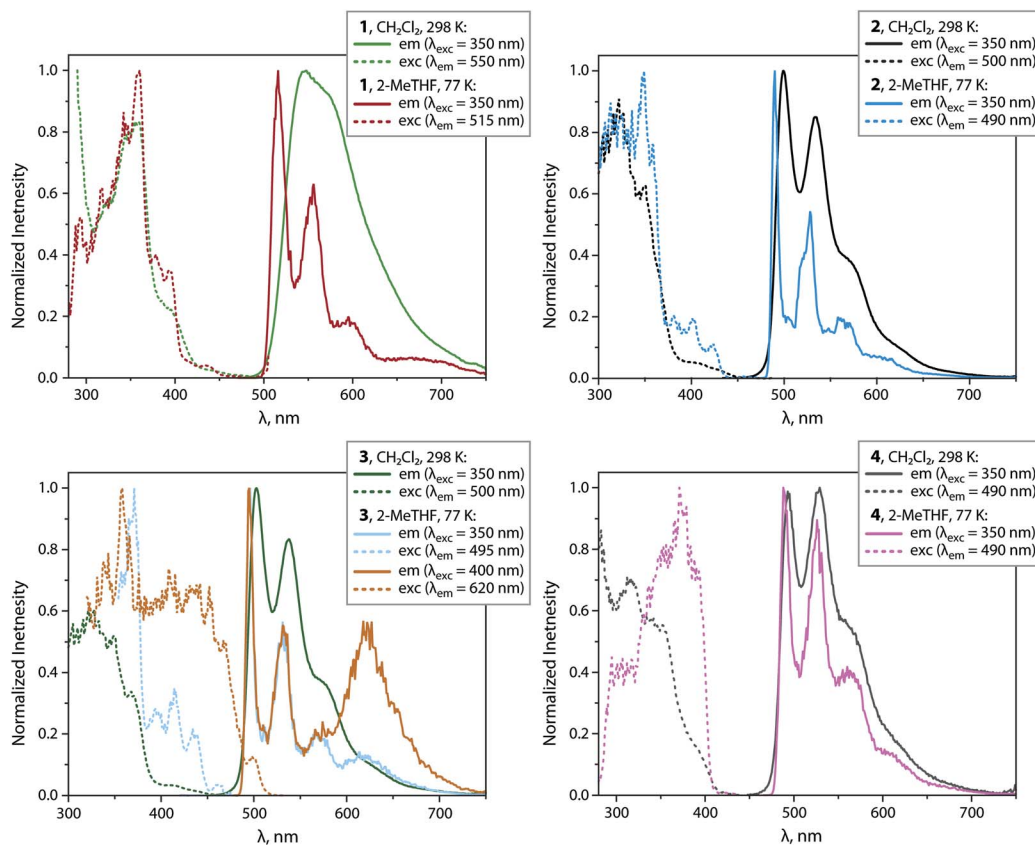 1, CH₂Cl₂, 298 K:
em (λexc = 350 nm)
exc (λem = 550 nm)
1, 2-MeTHF, 77 K:
em (λexc = 350 nm)
exc (λem = 515 nm)
1.0
0.8
0.6
0.4
0.2
0.0
Normalized Inetnesity
300 400 500 600 700
λ, nm
2, CH₂Cl₂, 298 K:
em (λexc = 350 nm)
exc (λem = 500 nm)
2, 2-MeTHF, 77 K:
em (λexc = 350 nm)
exc (λem = 490 nm)
1.0
0.8
0.6
0.4
0.2
0.0
Normalized Inetnesity
300 400 500 600 700
λ, nm
3, CH₂Cl₂, 298 K:
em (λexc = 350 nm)
exc (λem = 500 nm)
3, 2-MeTHF, 77 K:
em (λexc = 350 nm)
exc (λem = 495 nm)
em (λexc = 400 nm)
exc (λem = 620 nm)
1.0
0.8
0.6
0.4
0.2
0.0
Normalized Inetnesity
300 400 500 600 700
λ, nm
4, CH₂Cl₂, 298 K:
em (λexc = 350 nm)
exc (λem = 490 nm)
4, 2-MeTHF, 77 K:
em (λexc = 350 nm)
exc (λem = 490 nm)
1.0
0.8
0.6
0.4
0.2
0.0
Normalized Inetnesity
300 400 500 600 700
λ, nm